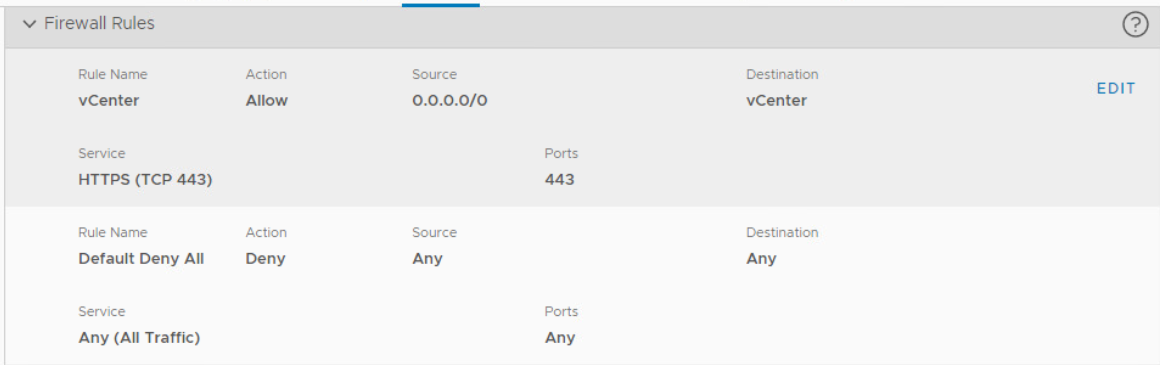 Firewall Rules
Rule Name Action Source Destination
vCenter Allow 0.0.0.0/0 vCenter EDIT
Service Ports
HTTPS (TCP 443) 443
Rule Name Action Source Destination
Default Deny All Deny Any Any
Service Ports
Any (All Traffic) Any